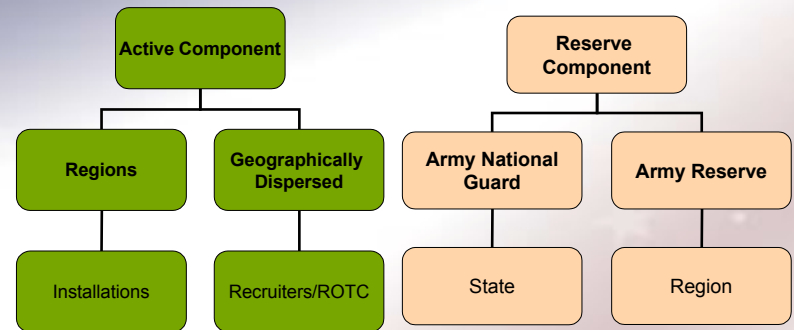 Active Component
Reserve
Component
Regions
Geographically
Dispersed
Army National
Guard
Army Reserve
Installations
Recruiters/ROTC
State
Region